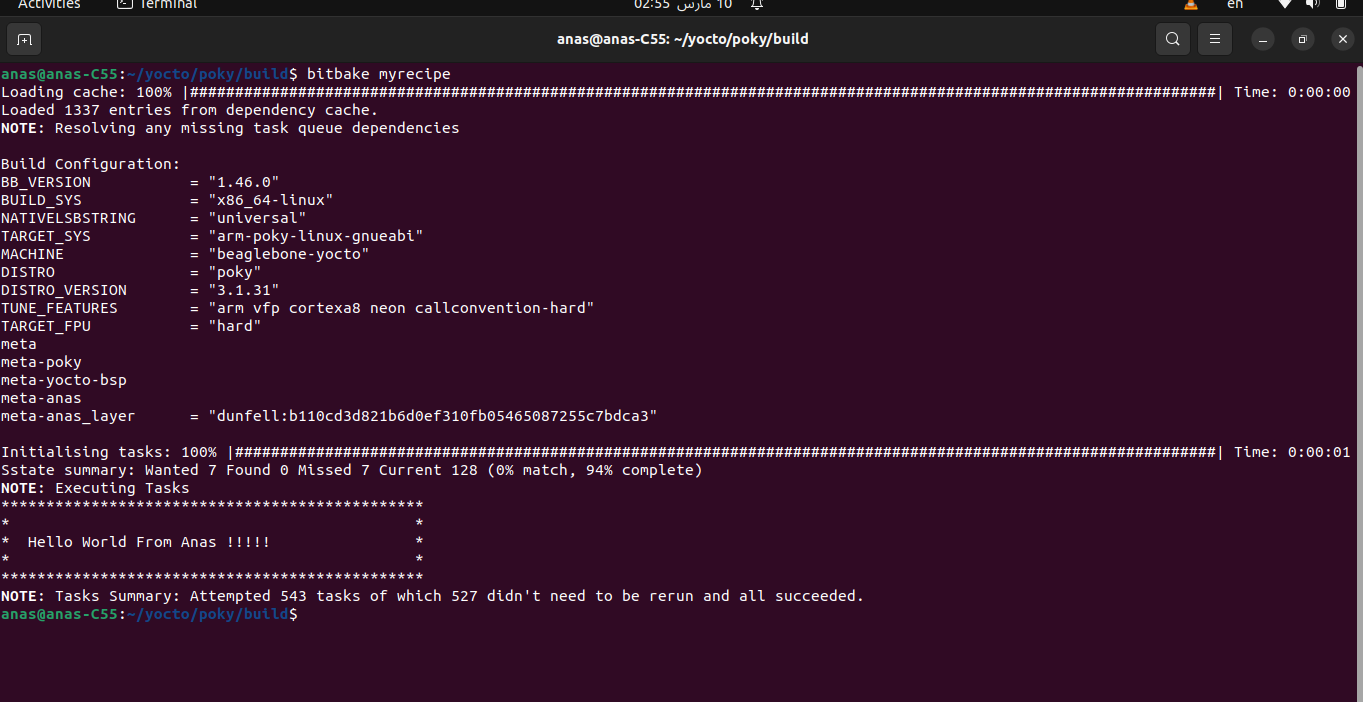 Activities Terminal 02:55 10 مارس en
anas@anas-C55: ~/yocto/poky/build
anas@anas-C55:~/yocto/poky/build$ bitbake myrecipe
Loading cache: 100% |###################################################################################################################| Time: 0:00:00
Loaded 1337 entries from dependency cache.
NOTE: Resolving any missing task queue dependencies
Build Configuration:
BB_VERSION           = "1.46.0"
BUILD_SYS            = "x86_64-linux"
NATIVELSBSTRING      = "universal"
TARGET_SYS           = "arm-poky-linux-gnueabi"
MACHINE              = "beaglebone-yocto"
DISTRO               = "poky"
DISTRO_VERSION       = "3.1.31"
TUNE_FEATURES        = "arm vfp cortexa8 neon callconvention-hard"
TARGET_FPU           = "hard"
meta
meta-poky
meta-yocto-bsp
meta-anas
meta-anas_layer      = "dunfell:b110cd3d821b6d0ef310fb05465087255c7bdca3"
Initialising tasks: 100% |##############################################################################################################| Time: 0:00:01
Sstate summary: Wanted 7 Found 0 Missed 7 Current 128 (0% match, 94% complete)
NOTE: Executing Tasks
***********************************************
*                                             *
*  Hello World From Anas !!!!!                *
*                                             *
***********************************************
NOTE: Tasks Summary: Attempted 543 tasks of which 527 didn't need to be rerun and all succeeded.
anas@anas-C55:~/yocto/poky/build$